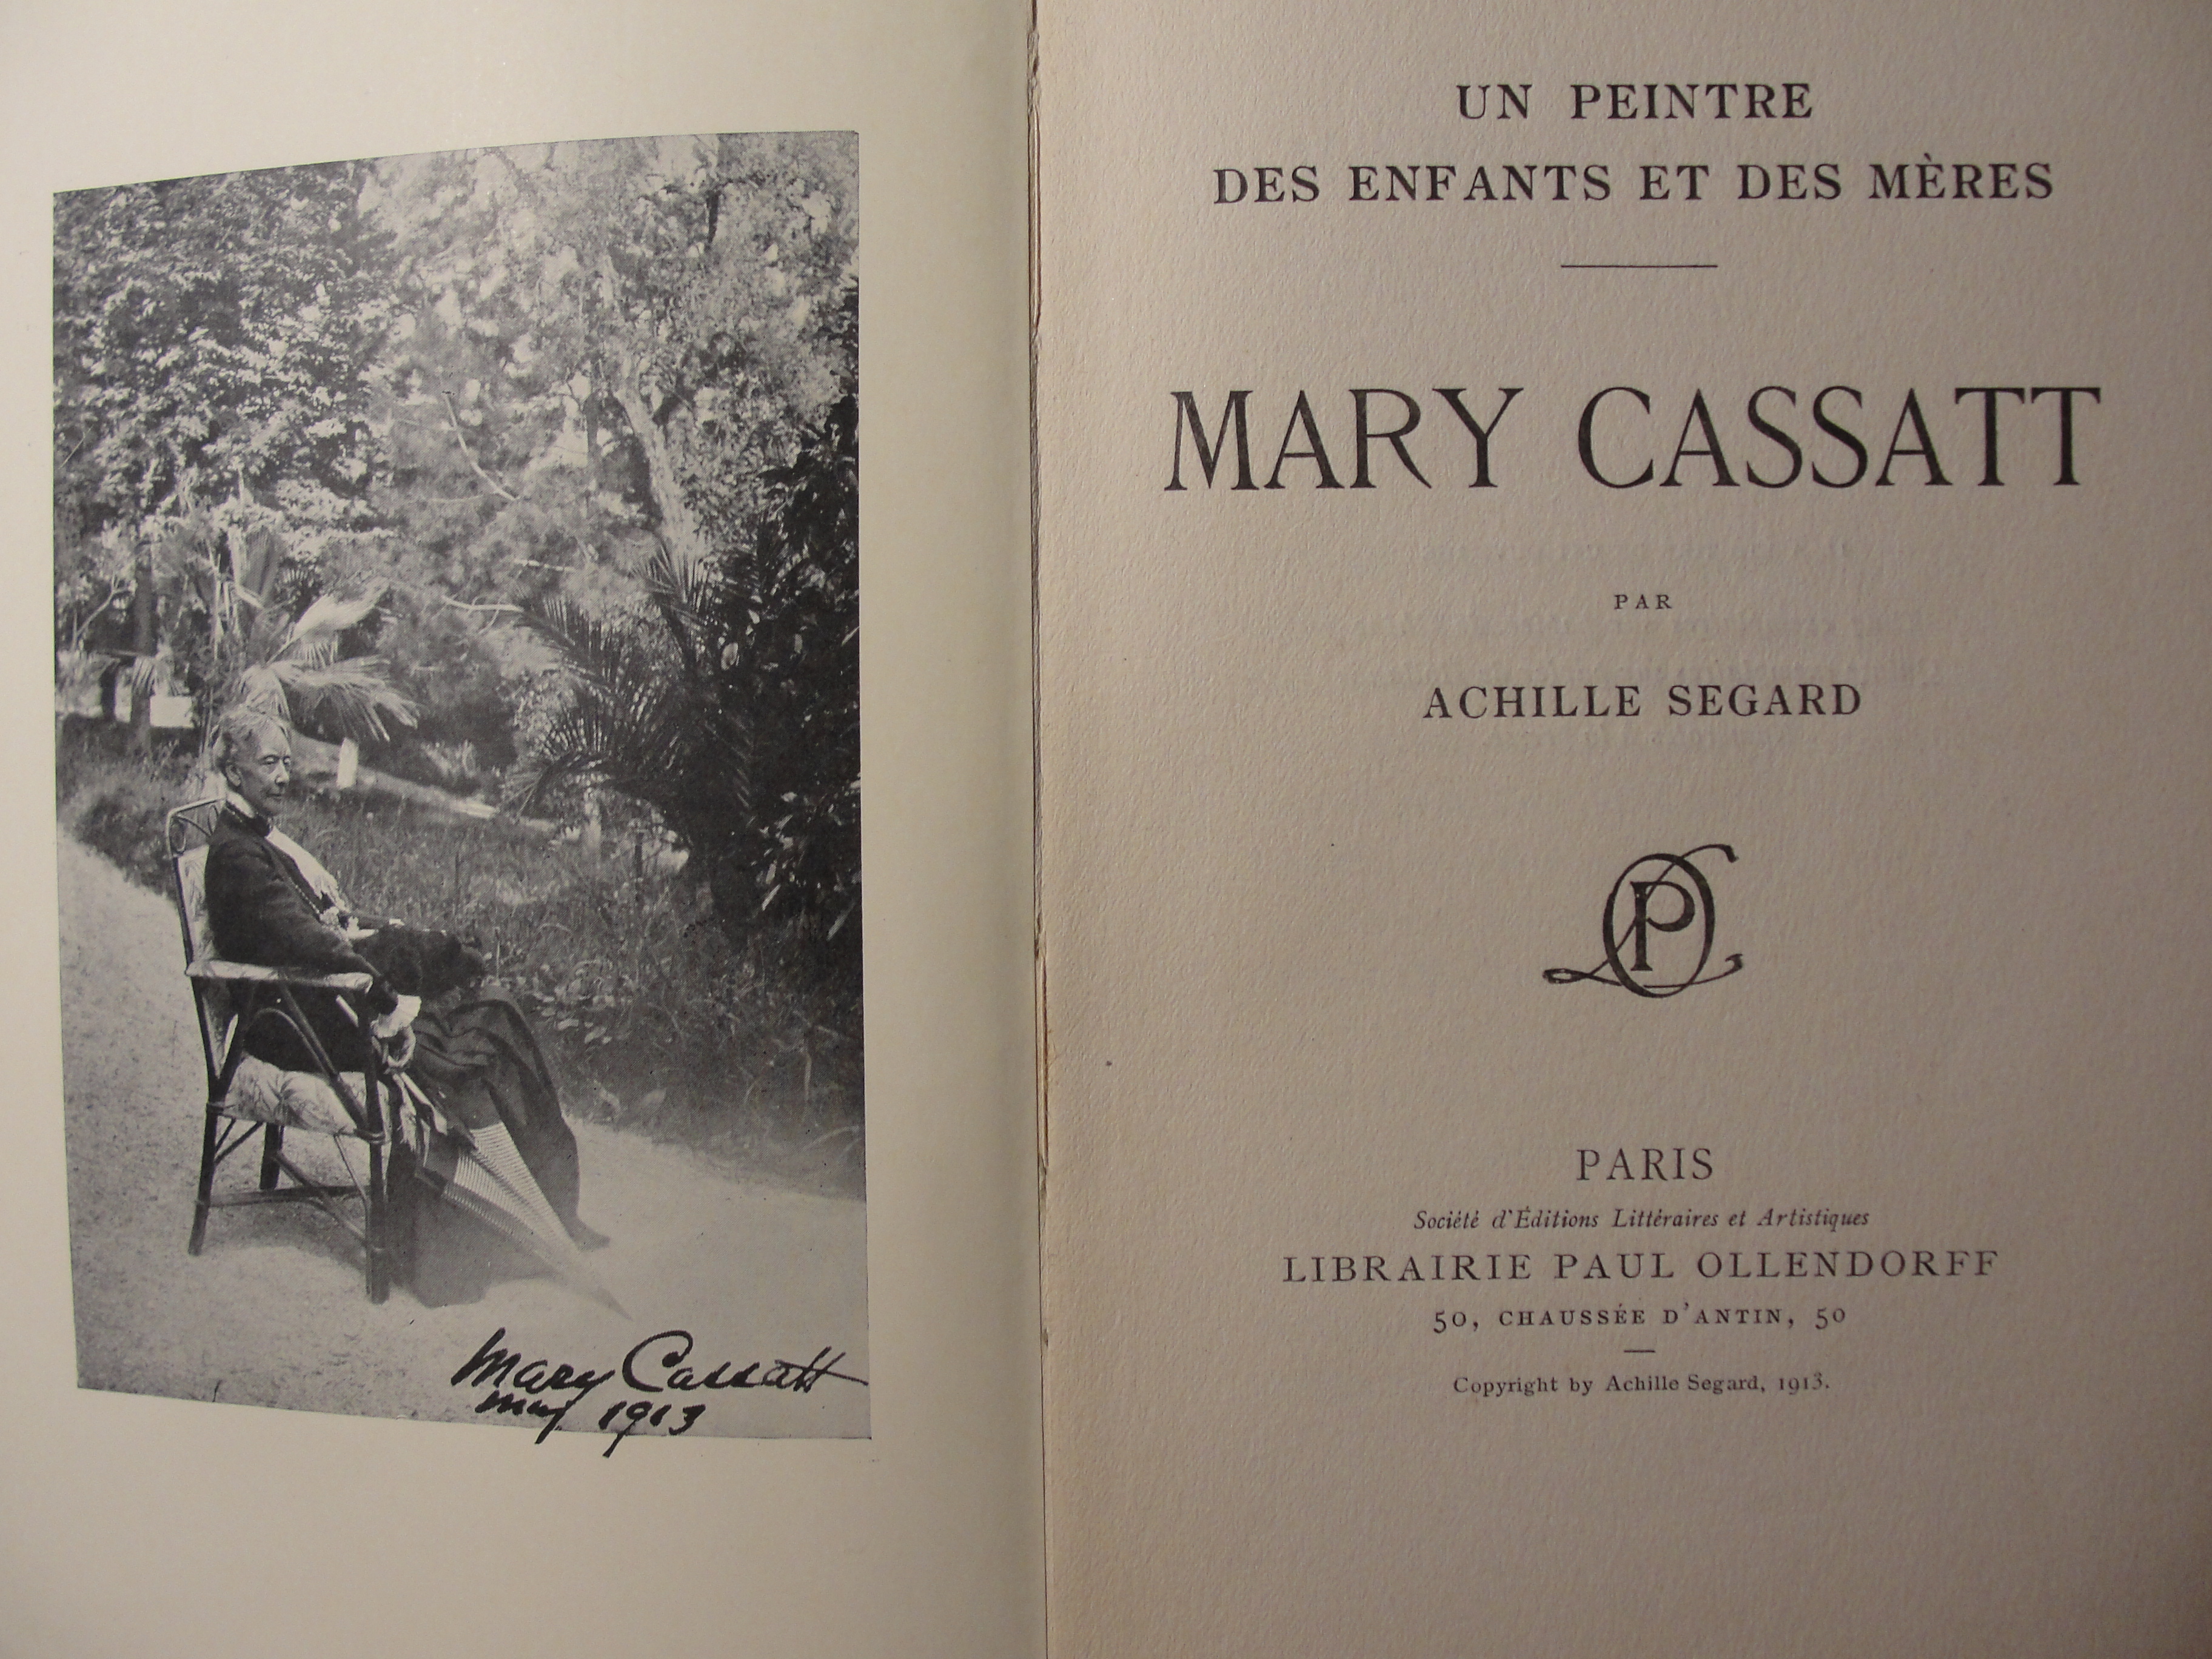 Mary Cassatt
May 1913
UN PEINTRE
DES ENFANTS ET DES MÈRES
MARY CASSATT
PAR
ACHILLE SEGARD
PARIS
Société d'Éditions Littéraires et Artistiques
LIBRAIRIE PAUL OLLENDORFF
50, CHAUSSÉE D'ANTIN, 50
Copyright by Achille Segard, 1913.